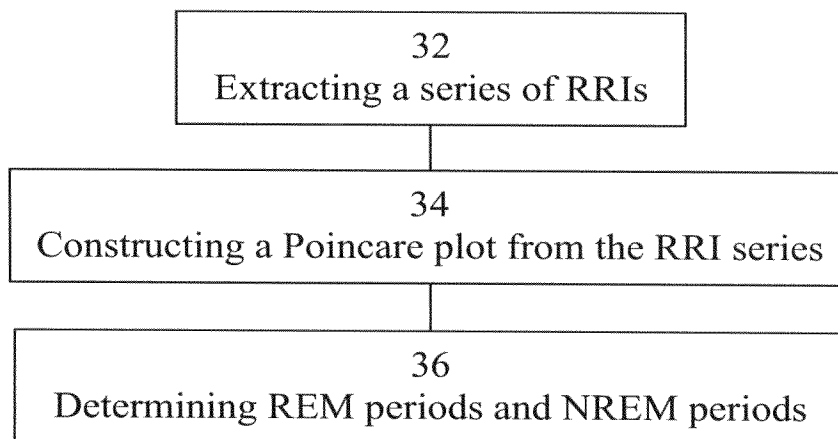 32
Extracting a series of RRIs
34
Constructing a Poincare plot from the RRI series
36
Determining REM periods and NREM periods